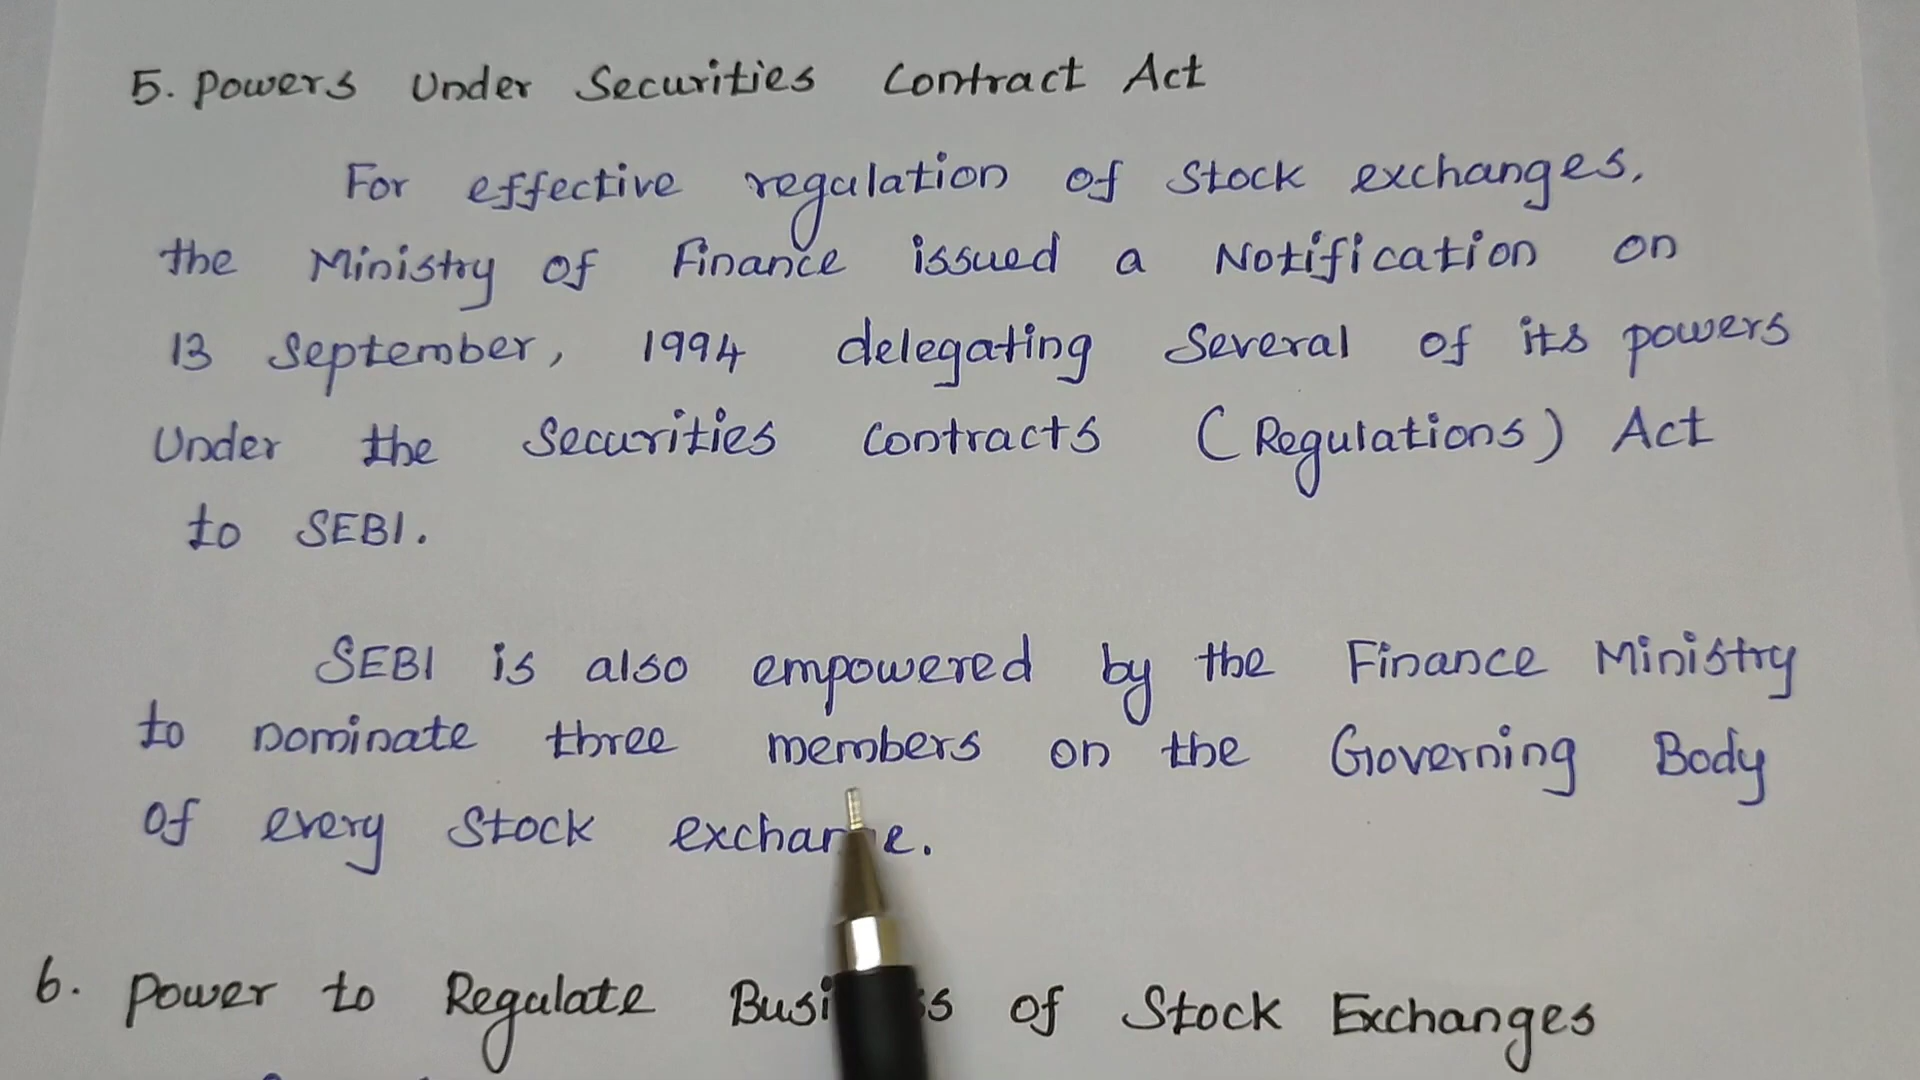 5. Powers Under Securities Contract Act
For effective regulation of stock exchanges,
the Ministry of Finance issued a Notification on
13 September, 1994 delegating several of its powers
Under the Securities contracts (Regulations) Act
to SEBI.
SEBI is also empowered by the Finance Ministry
to nominate three members on the Governing Body
of every stock
6. Power to Regulate of Stock Exchanges